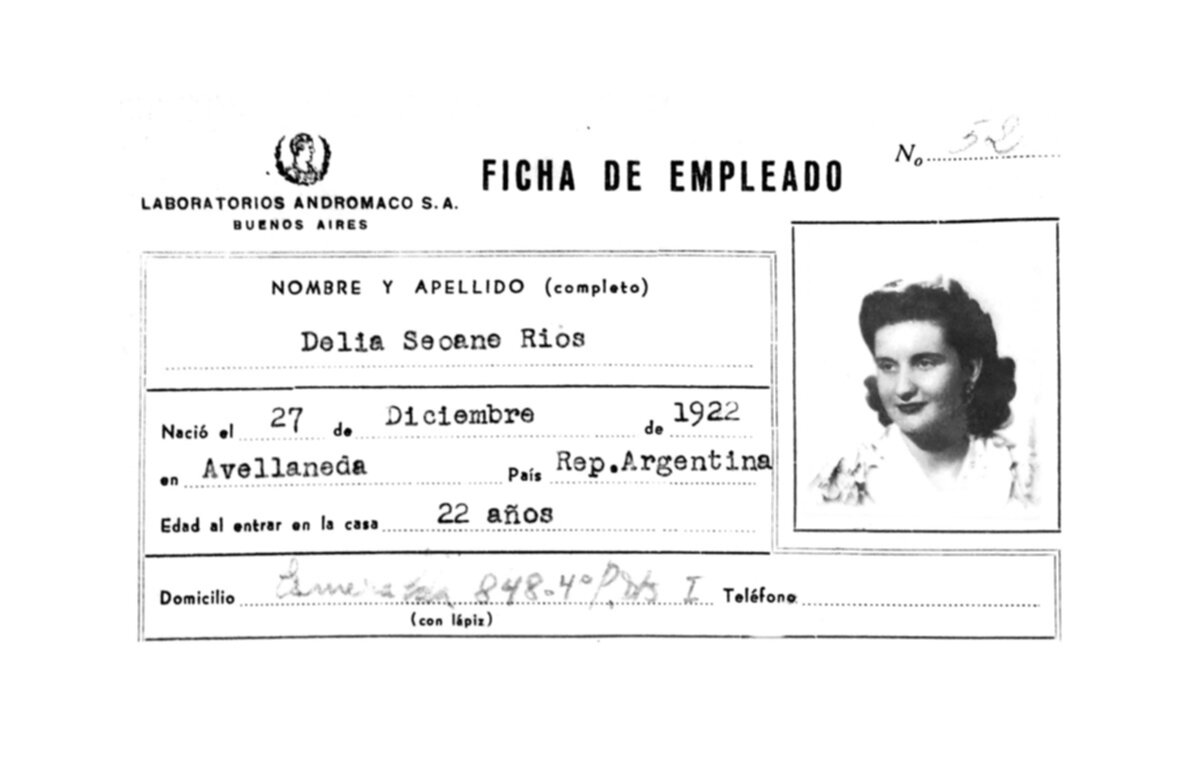 No 52
FICHA DE EMPLEADO
LABORATORIOS ANDROMACO S. A.
BUENOS AIRES
NOMBRE Y APELLIDO (completo)
Delia Seoane Rios
Nació el 27 de Diciembre de 1922
en Avellaneda País Rep.Argentina
Edad al entrar en la casa 22 años
Domicilio Esmeralda 848-4º P. Dto I Teléfono
(con lápiz)